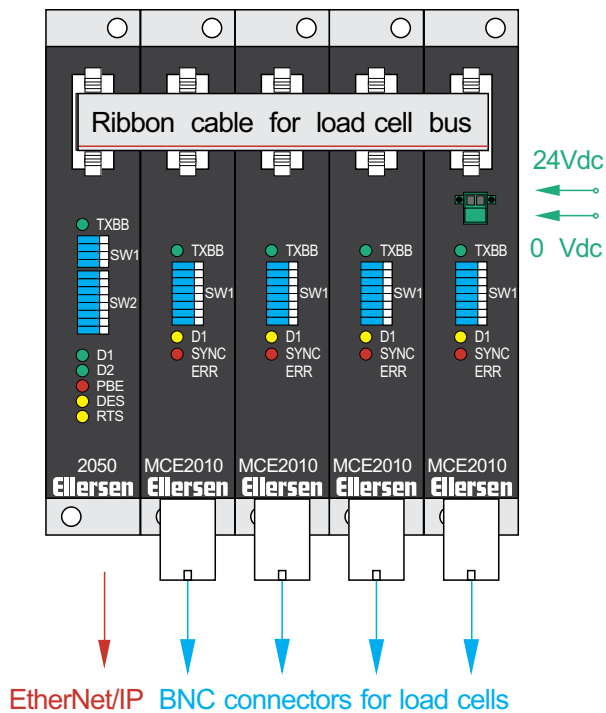 Ribbon cable for load cell bus
24Vdc
0 Vdc
TXBB
SW1
SW2
D1
D2
PBE
DES
RTS
2050
Ellersen
TXBB
SW1
D1
SYNC
ERR
MCE2010
Ellersen
TXBB
SW1
D1
SYNC
ERR
MCE2010
Ellersen
TXBB
SW1
D1
SYNC
ERR
MCE2010
Ellersen
TXBB
SW1
D1
SYNC
ERR
MCE2010
Ellersen
EtherNet/IP
BNC connectors for load cells